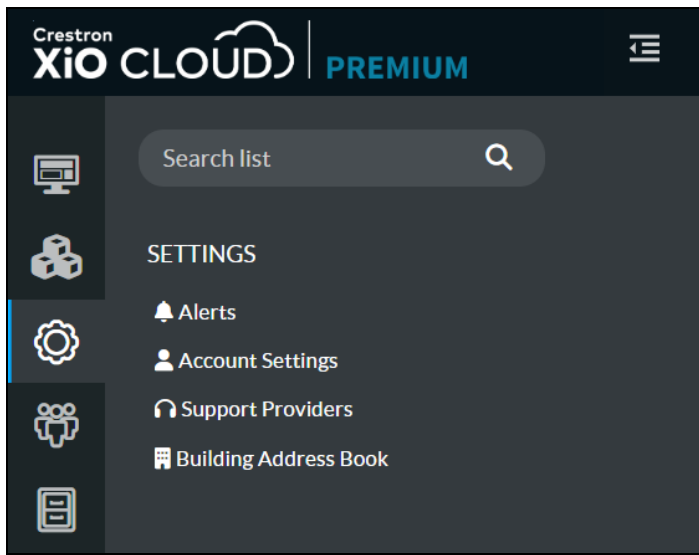 Crestron
XiO CLOUD PREMIUM
Search list
SETTINGS
Alerts
Account Settings
Support Providers
Building Address Book